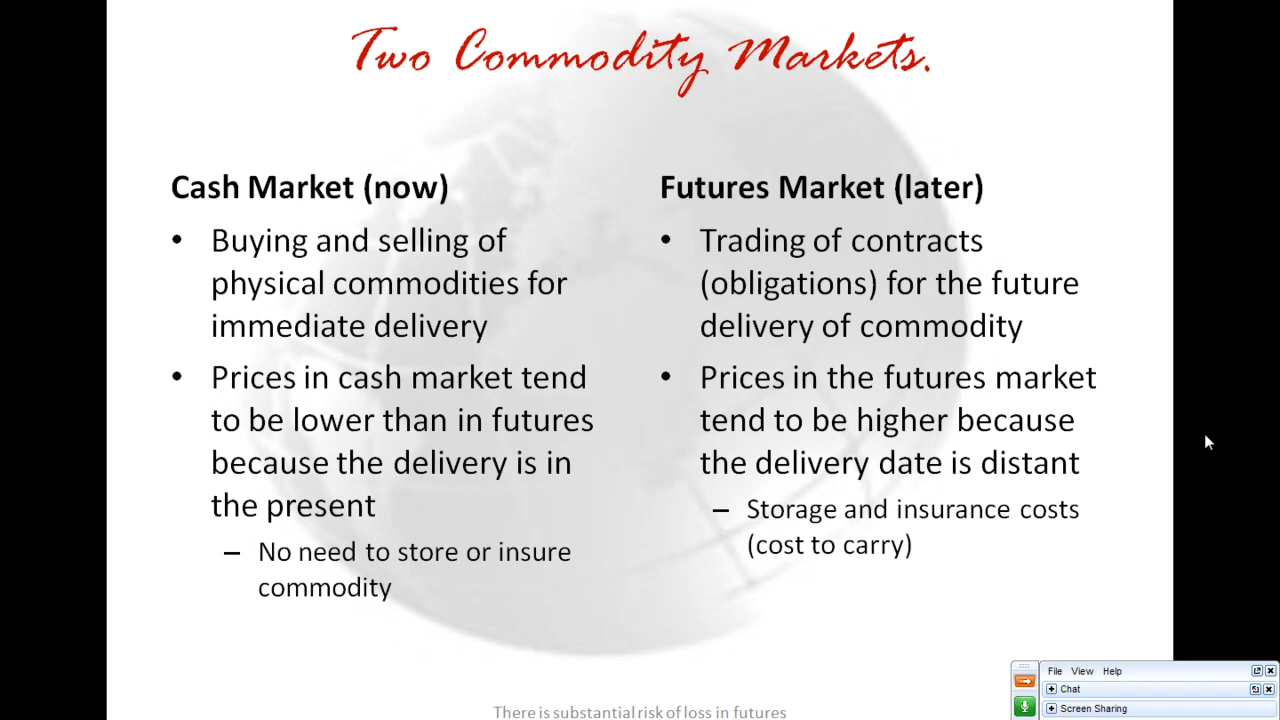 Two Commodity Markets.
Cash Market (now)
• Buying and selling of
physical commodities for
immediate delivery
• Prices in cash market tend
to be lower than in futures
because the delivery is in
the present
– No need to store or insure
commodity
Futures Market (later)
• Trading of contracts
(obligations) for the future
delivery of commodity
• Prices in the futures market
tend to be higher because
the delivery date is distant
– Storage and insurance costs
(cost to carry)
There is substantial risk of loss in futures
File View Help
Chat
Screen Sharing